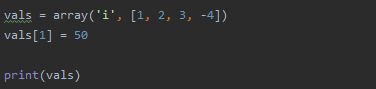 vals = array('i', [1, 2, 3, -4])
vals[1] = 50
print(vals)